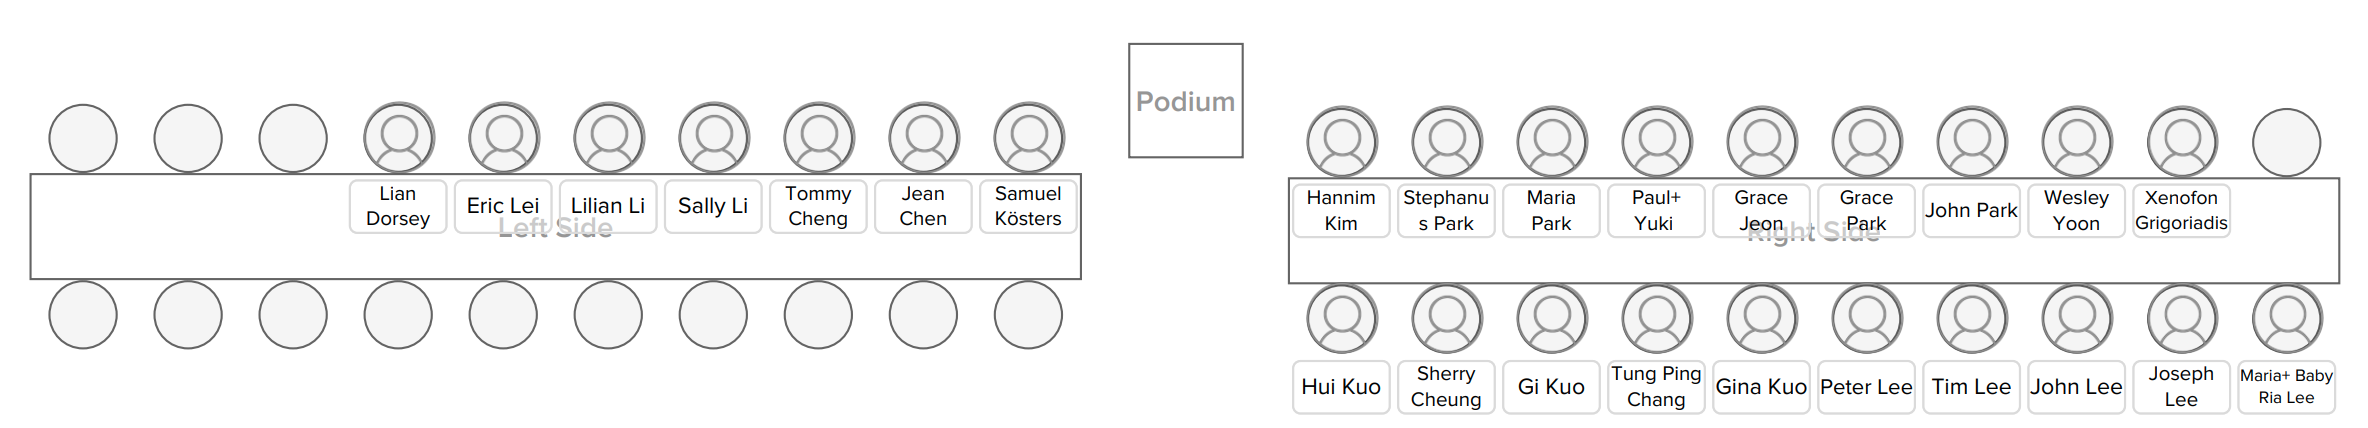 Podium
Lian
Dorsey
Eric Lei
Lilian Li
Sally Li
Tommy
Cheng
Jean
Chen
Samuel
Kösters
Left Side
Hannim
Kim
Stephanu
s Park
Maria
Park
Paul+
Yuki
Grace
Jeon
Grace
Park
John Park
Wesley
Yoon
Xenofon
Grigoriadis
Right Side
Hui Kuo
Sherry
Cheung
Gi Kuo
Tung Ping
Chang
Gina Kuo
Peter Lee
Tim Lee
John Lee
Joseph
Lee
Maria+ Baby
Ria Lee